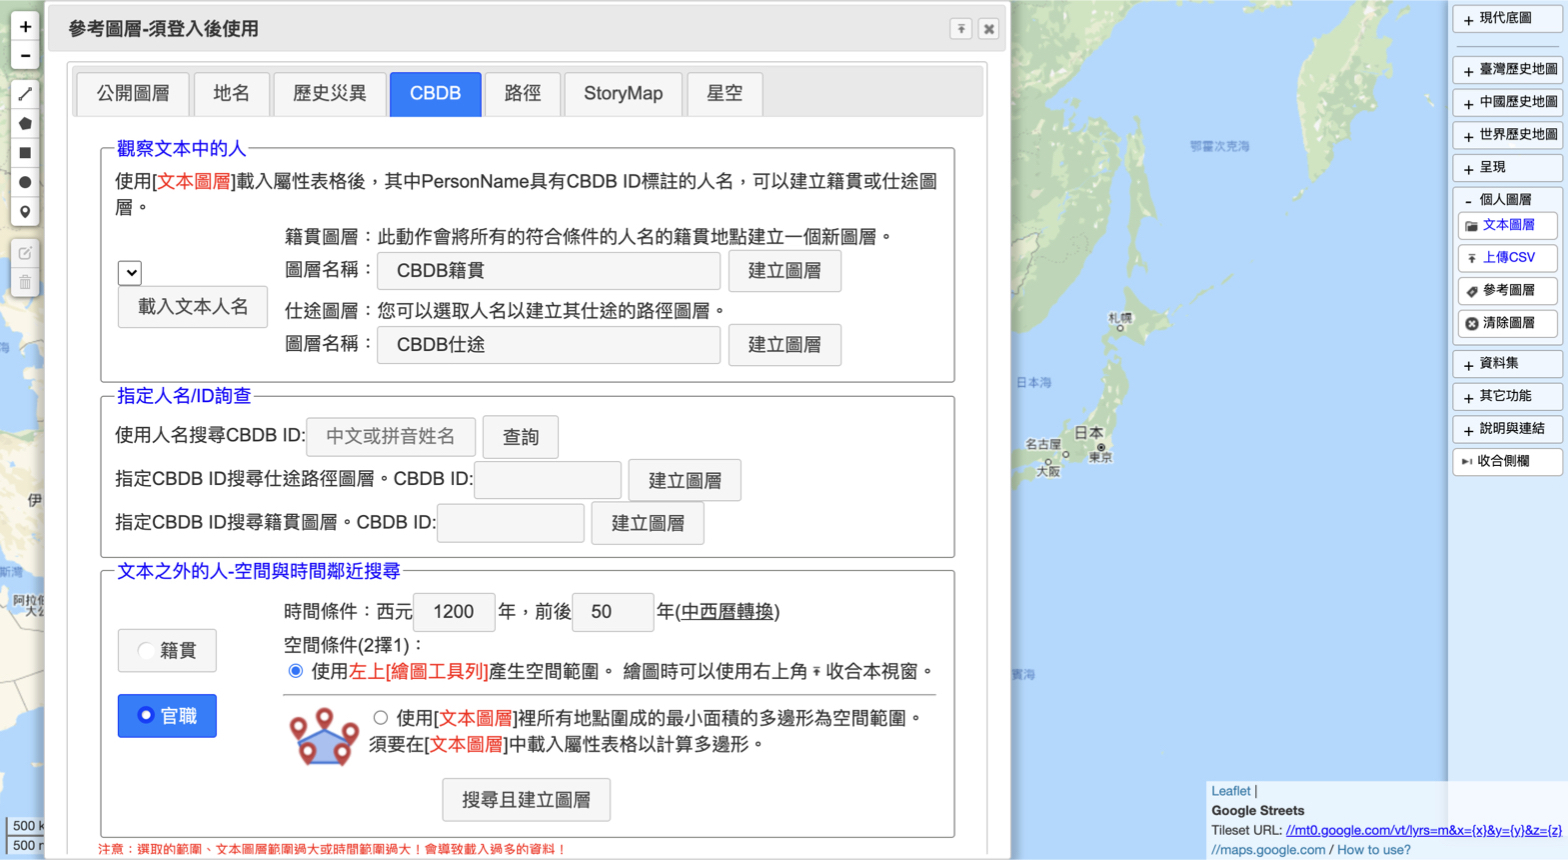 參考圖層-須登入後使用
公開圖層 地名 歷史災異 CBDB 路徑 StoryMap 星空
觀察文本中的人
使用[文本圖層]載入屬性表格後，其中PersonName具有CBDB ID標註的人名，可以建立籍貫或仕途圖
層。
籍貫圖層：此動作會將所有的符合條件的人名的籍貫地點建立一個新圖層。
圖層名稱： CBDB籍貫 建立圖層
載入文本人名
仕途圖層：您可以選取人名以建立其仕途的路徑圖層。
圖層名稱： CBDB仕途 建立圖層
指定人名/ID詢查
使用人名搜尋CBDB ID: 中文或拼音姓名 查詢
指定CBDB ID搜尋仕途路徑圖層。CBDB ID: 建立圖層
指定CBDB ID搜尋籍貫圖層。CBDB ID: 建立圖層
文本之外的人-空間與時間鄰近搜尋
時間條件：西元 1200 年，前後 50 年(中西曆轉換)
籍貫
官職
空間條件(2擇1)：
使用左上[繪圖工具列]產生空間範圍。 繪圖時可以使用右上角 收合本視窗。
使用[文本圖層]裡所有地點圍成的最小面積的多邊形為空間範圍。
須要在[文本圖層]中載入屬性表格以計算多邊形。
搜尋且建立圖層
注意：選取的範圍、文本圖層範圍過大或時間範圍過大！會導致載入過多的資料！
+
−
海
伊
斯灣
阿拉伯
大公
500 k
500 m
鄂霍次克海
札幌
日本海
日本
名古屋
東京
大阪
賓海
+ 現代底圖
+ 臺灣歷史地圖
+ 中國歷史地圖
+ 世界歷史地圖
+ 呈現
- 個人圖層
文本圖層
上傳CSV
參考圖層
清除圖層
+ 資料集
+ 其它功能
+ 說明與連結
收合側欄
Leaflet |
Google Streets
Tileset URL: //mt0.google.com/vt/lyrs=m&x={x}&y={y}&z={z}
//maps.google.com / How to use?